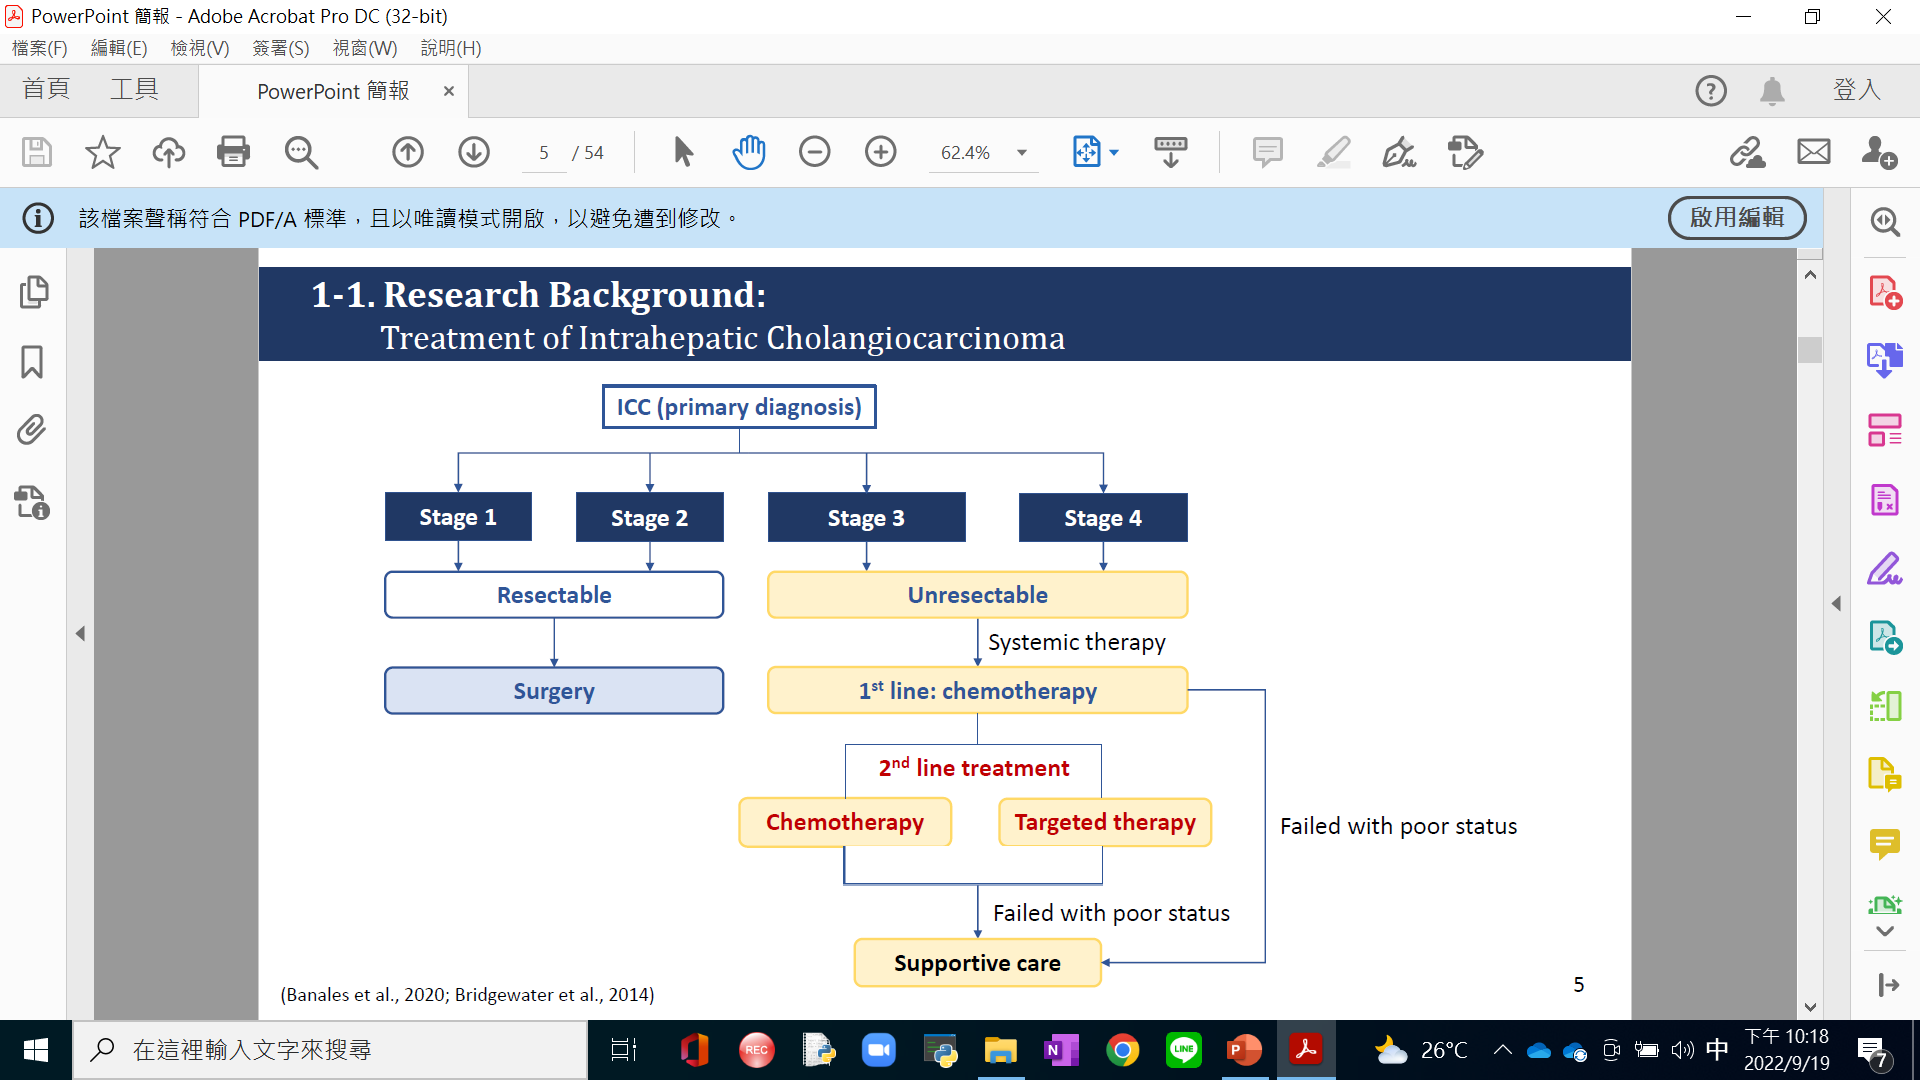 PowerPoint 簡報 - Adobe Acrobat Pro DC (32-bit)
檔案(F) 編輯(E) 檢視(V) 簽署(S) 視窗(W) 說明(H)
首頁 工具 PowerPoint 簡報 × 登入
5 / 54 62.4%
該檔案聲稱符合 PDF/A 標準，且以唯讀模式開啟，以避免遭到修改。 啟用編輯
1-1. Research Background:
Treatment of Intrahepatic Cholangiocarcinoma
ICC (primary diagnosis)
Stage 1 Stage 2 Stage 3 Stage 4
Resectable Unresectable
Systemic therapy
Surgery 1st line: chemotherapy
2nd line treatment
Chemotherapy Targeted therapy Failed with poor status
Failed with poor status
Supportive care
(Banales et al., 2020; Bridgewater et al., 2014) 5
在這裡輸入文字來搜尋 REC LINE 26°C 中 下午 10:18
2022/9/19 7